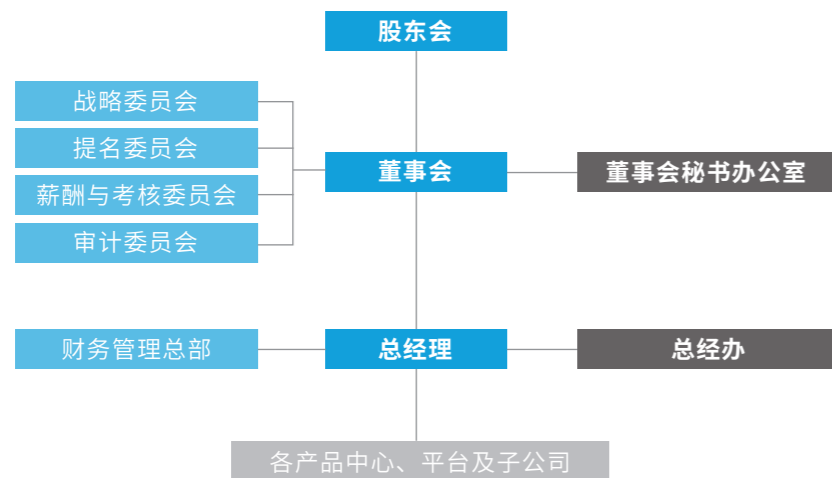 股东会
战略委员会
提名委员会
薪酬与考核委员会
审计委员会
董事会
董事会秘书办公室
财务管理总部
总经理
总经办
各产品中心、平台及子公司